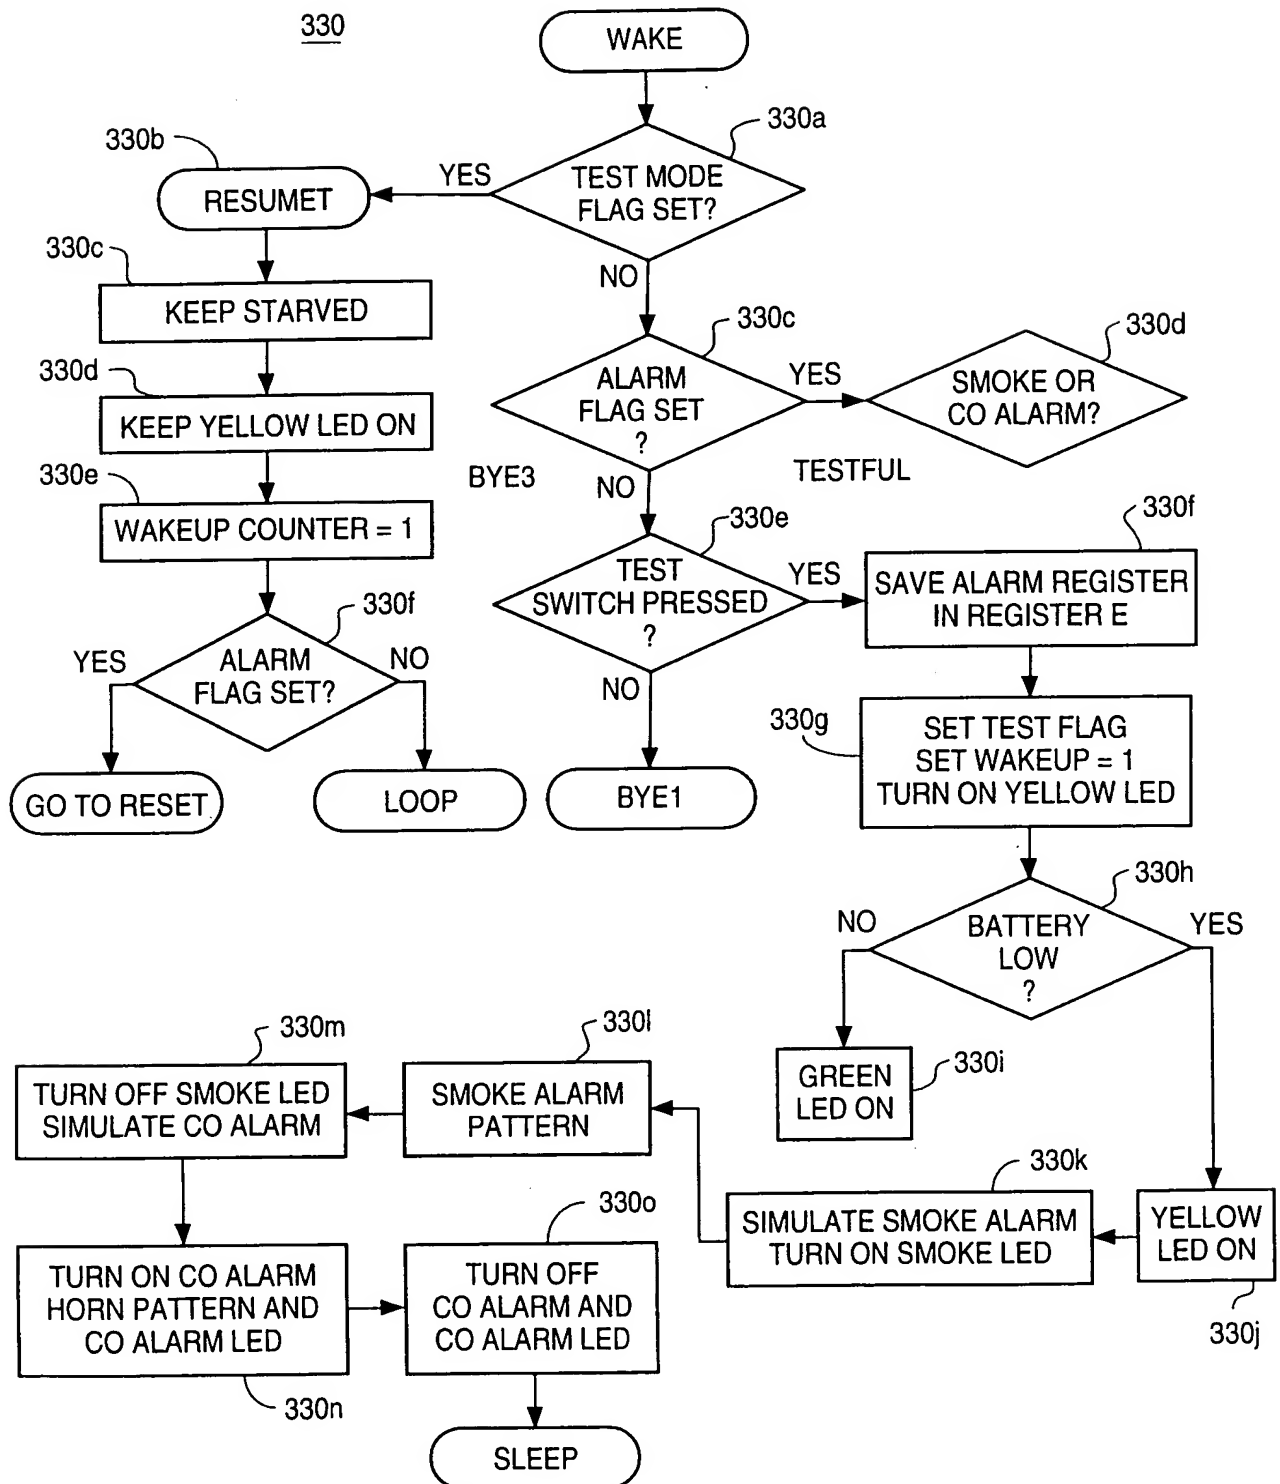 330
WAKE
330a
TEST MODE
FLAG SET?
YES
NO
330b
RESUMET
330c
KEEP STARVED
330d
KEEP YELLOW LED ON
330e
WAKEUP COUNTER = 1
330f
ALARM
FLAG SET?
YES
NO
GO TO RESET
LOOP
330c
ALARM
FLAG SET
?
YES
NO
330d
SMOKE OR
CO ALARM?
BYE3
TESTFUL
330e
TEST
SWITCH PRESSED
?
YES
NO
BYE1
330f
SAVE ALARM REGISTER
IN REGISTER E
330g
SET TEST FLAG
SET WAKEUP = 1
TURN ON YELLOW LED
330h
BATTERY
LOW
?
NO
YES
GREEN
LED ON
330i
YELLOW
LED ON
330j
330k
SIMULATE SMOKE ALARM
TURN ON SMOKE LED
330l
SMOKE ALARM
PATTERN
330m
TURN OFF SMOKE LED
SIMULATE CO ALARM
TURN ON CO ALARM
HORN PATTERN AND
CO ALARM LED
330n
330o
TURN OFF
CO ALARM AND
CO ALARM LED
SLEEP